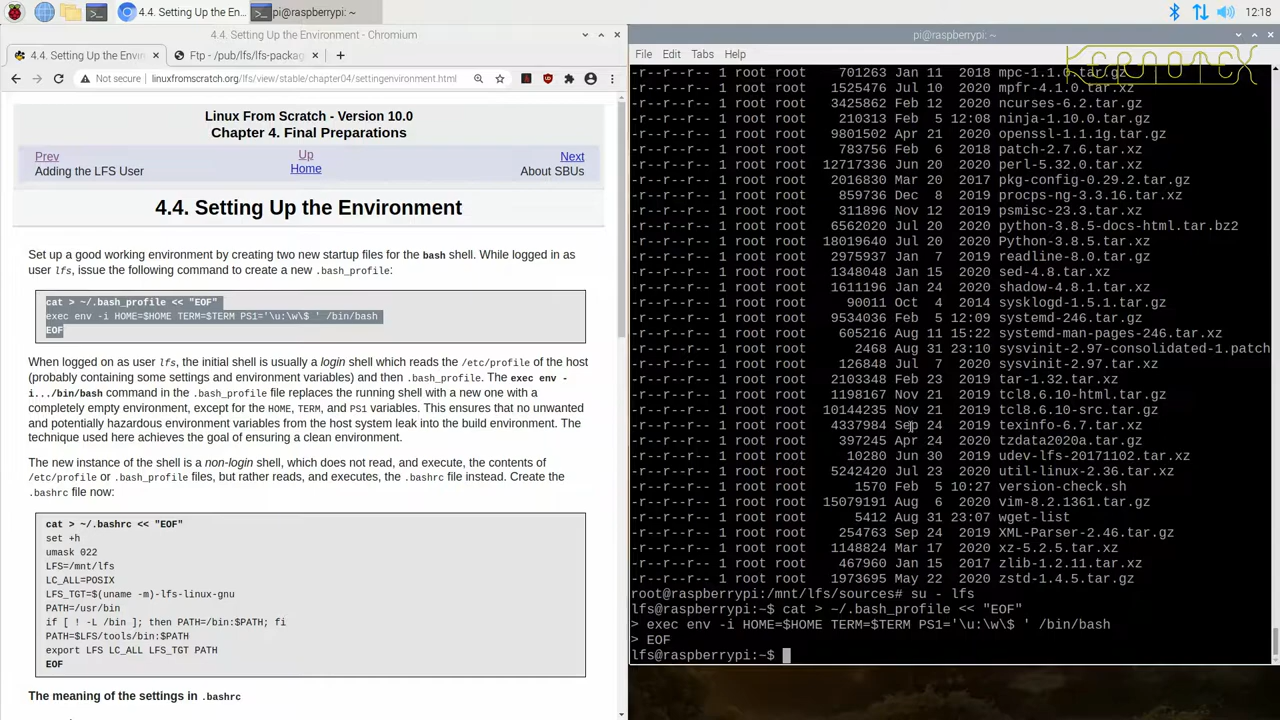 4.4. Setting Up the En...
pi@raspberrypi: ~
12:18
4.4. Setting Up the Environment - Chromium
4.4. Setting Up the Envir
Ftp - /pub/lfs/lfs-package
Not secure
linuxfromscratch.org/lfs/view/stable/chapter04/settingenvironment.html
Linux From Scratch - Version 10.0
Chapter 4. Final Preparations
Prev
Up
Next
Adding the LFS User
Home
About SBUs
4.4. Setting Up the Environment
Set up a good working environment by creating two new startup files for the bash shell. While logged in as
user lfs, issue the following command to create a new .bash_profile:
cat > ~/.bash_profile << "EOF"
exec env -i HOME=$HOME TERM=$TERM PS1='\u:\w\$ ' /bin/bash
EOF
When logged on as user lfs, the initial shell is usually a login shell which reads the /etc/profile of the host
(probably containing some settings and environment variables) and then .bash_profile. The exec env -
i.../bin/bash command in the .bash_profile file replaces the running shell with a new one with a
completely empty environment, except for the HOME, TERM, and PS1 variables. This ensures that no unwanted
and potentially hazardous environment variables from the host system leak into the build environment. The
technique used here achieves the goal of ensuring a clean environment.
The new instance of the shell is a non-login shell, which does not read, and execute, the contents of
/etc/profile or .bash_profile files, but rather reads, and executes, the .bashrc file instead. Create the
.bashrc file now:
cat > ~/.bashrc << "EOF"
set +h
umask 022
LFS=/mnt/lfs
LC_ALL=POSIX
LFS_TGT=$(uname -m)-lfs-linux-gnu
PATH=/usr/bin
if [ ! -L /bin ]; then PATH=/bin:$PATH; fi
PATH=$LFS/tools/bin:$PATH
export LFS LC_ALL LFS_TGT PATH
EOF
The meaning of the settings in .bashrc
pi@raspberrypi: ~
File Edit Tabs Help
KERNOTEX
-r--r--r-- 1 root root 701263 Jan 11 2018 mpc-1.1.0.tar.gz
-r--r--r-- 1 root root 1525476 Jul 10 2020 mpfr-4.1.0.tar.xz
-r--r--r-- 1 root root 3425862 Feb 12 2020 ncurses-6.2.tar.gz
-r--r--r-- 1 root root 210313 Feb 5 12:08 ninja-1.10.0.tar.gz
-r--r--r-- 1 root root 9801502 Apr 21 2020 openssl-1.1.1g.tar.gz
-r--r--r-- 1 root root 783756 Feb 6 2018 patch-2.7.6.tar.xz
-r--r--r-- 1 root root 12717336 Jun 20 2020 perl-5.32.0.tar.xz
-r--r--r-- 1 root root 2016830 Mar 20 2017 pkg-config-0.29.2.tar.gz
-r--r--r-- 1 root root 859736 Dec 8 2019 procps-ng-3.3.16.tar.xz
-r--r--r-- 1 root root 311896 Nov 12 2019 psmisc-23.3.tar.xz
-r--r--r-- 1 root root 6562020 Jul 20 2020 python-3.8.5-docs-html.tar.bz2
-r--r--r-- 1 root root 18019640 Jul 20 2020 Python-3.8.5.tar.xz
-r--r--r-- 1 root root 2975937 Jan 7 2019 readline-8.0.tar.gz
-r--r--r-- 1 root root 1348048 Jan 15 2020 sed-4.8.tar.xz
-r--r--r-- 1 root root 1611196 Jan 24 2020 shadow-4.8.1.tar.xz
-r--r--r-- 1 root root 90011 Oct 4 2014 sysklogd-1.5.1.tar.gz
-r--r--r-- 1 root root 9534036 Feb 5 12:09 systemd-246.tar.gz
-r--r--r-- 1 root root 605216 Aug 11 15:22 systemd-man-pages-246.tar.xz
-r--r--r-- 1 root root 2468 Aug 31 23:10 sysvinit-2.97-consolidated-1.patch
-r--r--r-- 1 root root 126848 Jul 7 2020 sysvinit-2.97.tar.xz
-r--r--r-- 1 root root 2103348 Feb 23 2019 tar-1.32.tar.xz
-r--r--r-- 1 root root 1198167 Nov 21 2019 tcl8.6.10-html.tar.gz
-r--r--r-- 1 root root 10144235 Nov 21 2019 tcl8.6.10-src.tar.gz
-r--r--r-- 1 root root 4337984 Sep 24 2019 texinfo-6.7.tar.xz
-r--r--r-- 1 root root 397245 Apr 24 2020 tzdata2020a.tar.gz
-r--r--r-- 1 root root 10280 Jun 30 2019 udev-lfs-20171102.tar.xz
-r--r--r-- 1 root root 5242420 Jul 23 2020 util-linux-2.36.tar.xz
-r--r--r-- 1 root root 1570 Feb 5 10:27 version-check.sh
-r--r--r-- 1 root root 15079191 Aug 6 2020 vim-8.2.1361.tar.gz
-r--r--r-- 1 root root 5412 Aug 31 23:07 wget-list
-r--r--r-- 1 root root 254763 Sep 24 2019 XML-Parser-2.46.tar.gz
-r--r--r-- 1 root root 1148824 Mar 17 2020 xz-5.2.5.tar.xz
-r--r--r-- 1 root root 467960 Jan 15 2017 zlib-1.2.11.tar.xz
-r--r--r-- 1 root root 1973695 May 22 2020 zstd-1.4.5.tar.gz
root@raspberrypi:/mnt/lfs/sources# su - lfs
lfs@raspberrypi:~$ cat > ~/.bash_profile << "EOF"
> exec env -i HOME=$HOME TERM=$TERM PS1='\u:\w\$ ' /bin/bash
> EOF
lfs@raspberrypi:~$